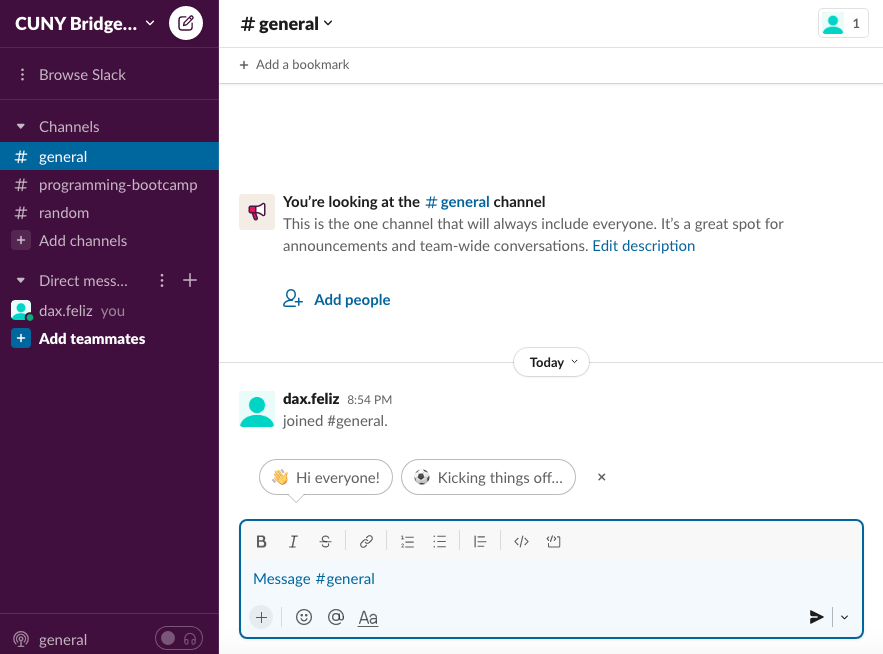 CUNY Bridge...
Browse Slack
Channels
# general
# programming-bootcamp
# random
+ Add channels
Direct mess...
dax.feliz you
+ Add teammates
general
# general
1
+ Add a bookmark
You’re looking at the # general channel
This is the one channel that will always include everyone. It’s a great spot for
announcements and team-wide conversations. Edit description
Add people
Today
dax.feliz 8:54 PM
joined #general.
Hi everyone!
Kicking things off...
B I S
Message #general
@ Aa